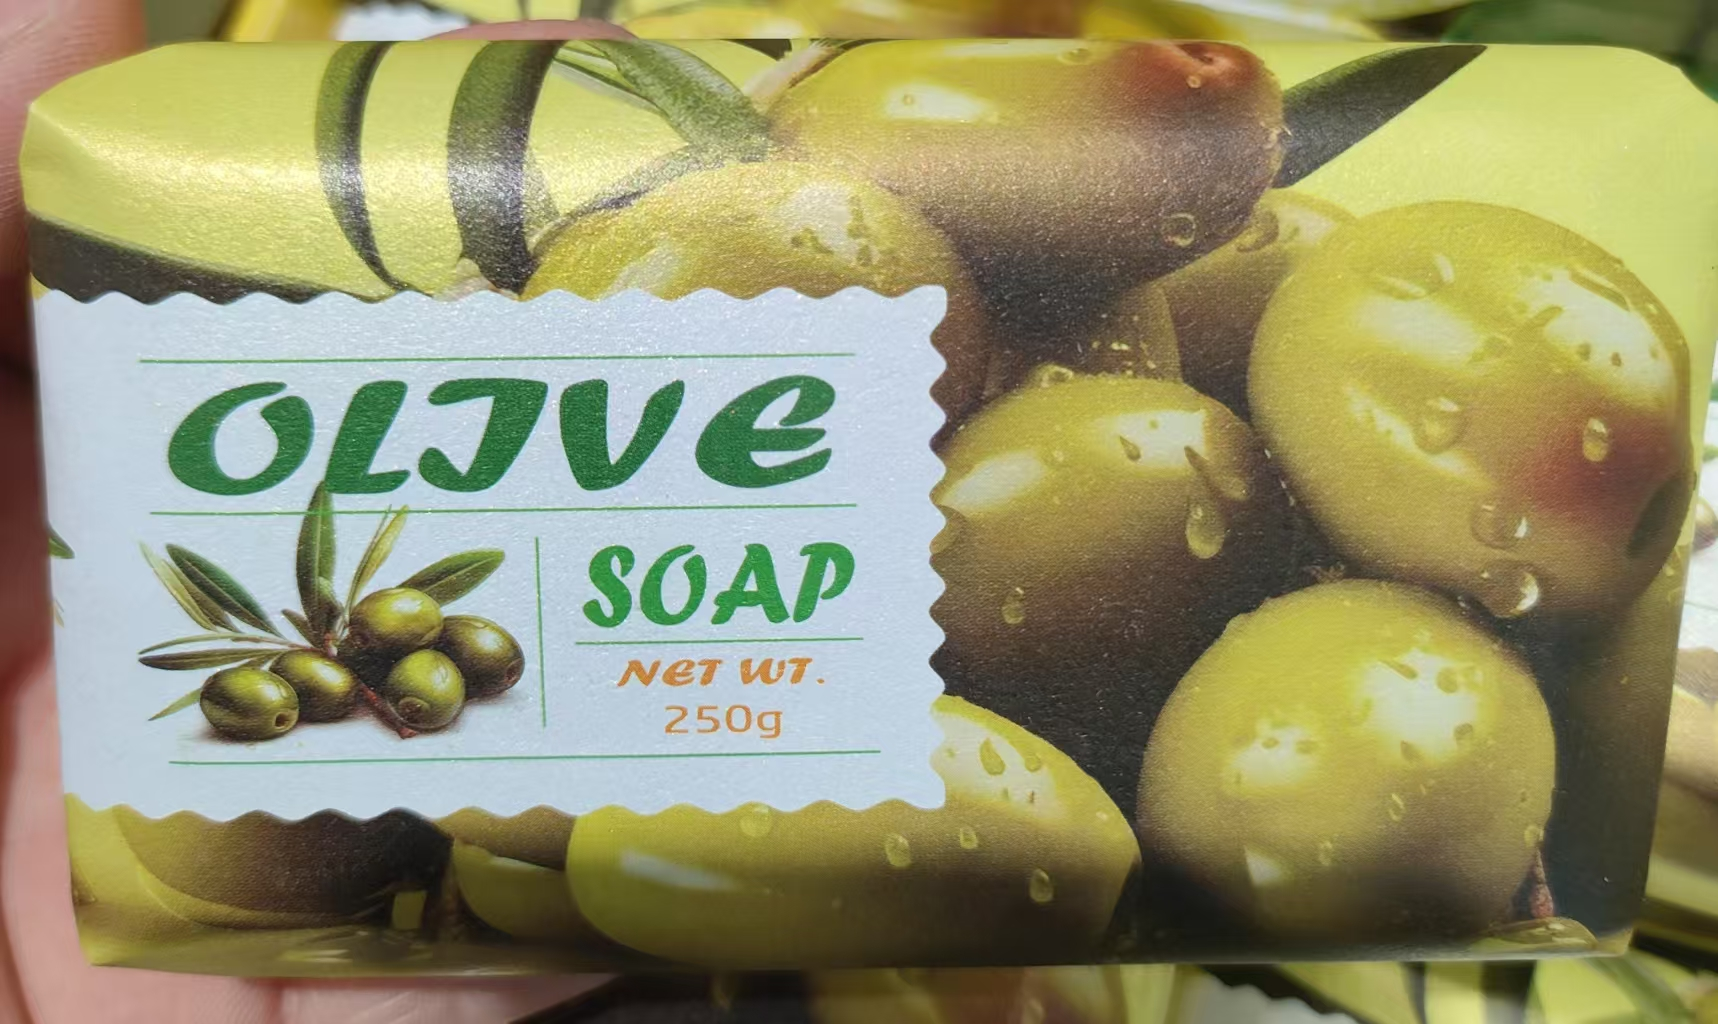 OLIVE
SOAP
NET WT.
250g